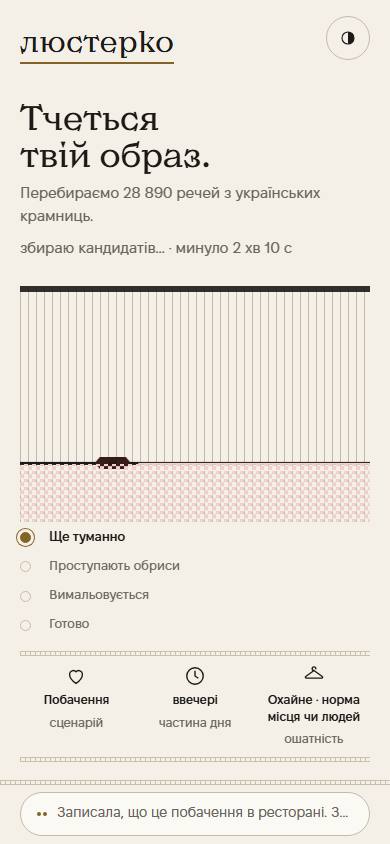 люстерко
Тчеться
твій образ.
Перебираємо 28 890 речей з українських
крамниць.
збираю кандидатів... · минуло 2 хв 10 с
Ще туманно
Проступають обриси
Вимальовується
Готово
Побачення
сценарій
ввечері
частина дня
Охайне · норма
місця чи людей
ошатність
Записала, що це побачення в ресторані. З...